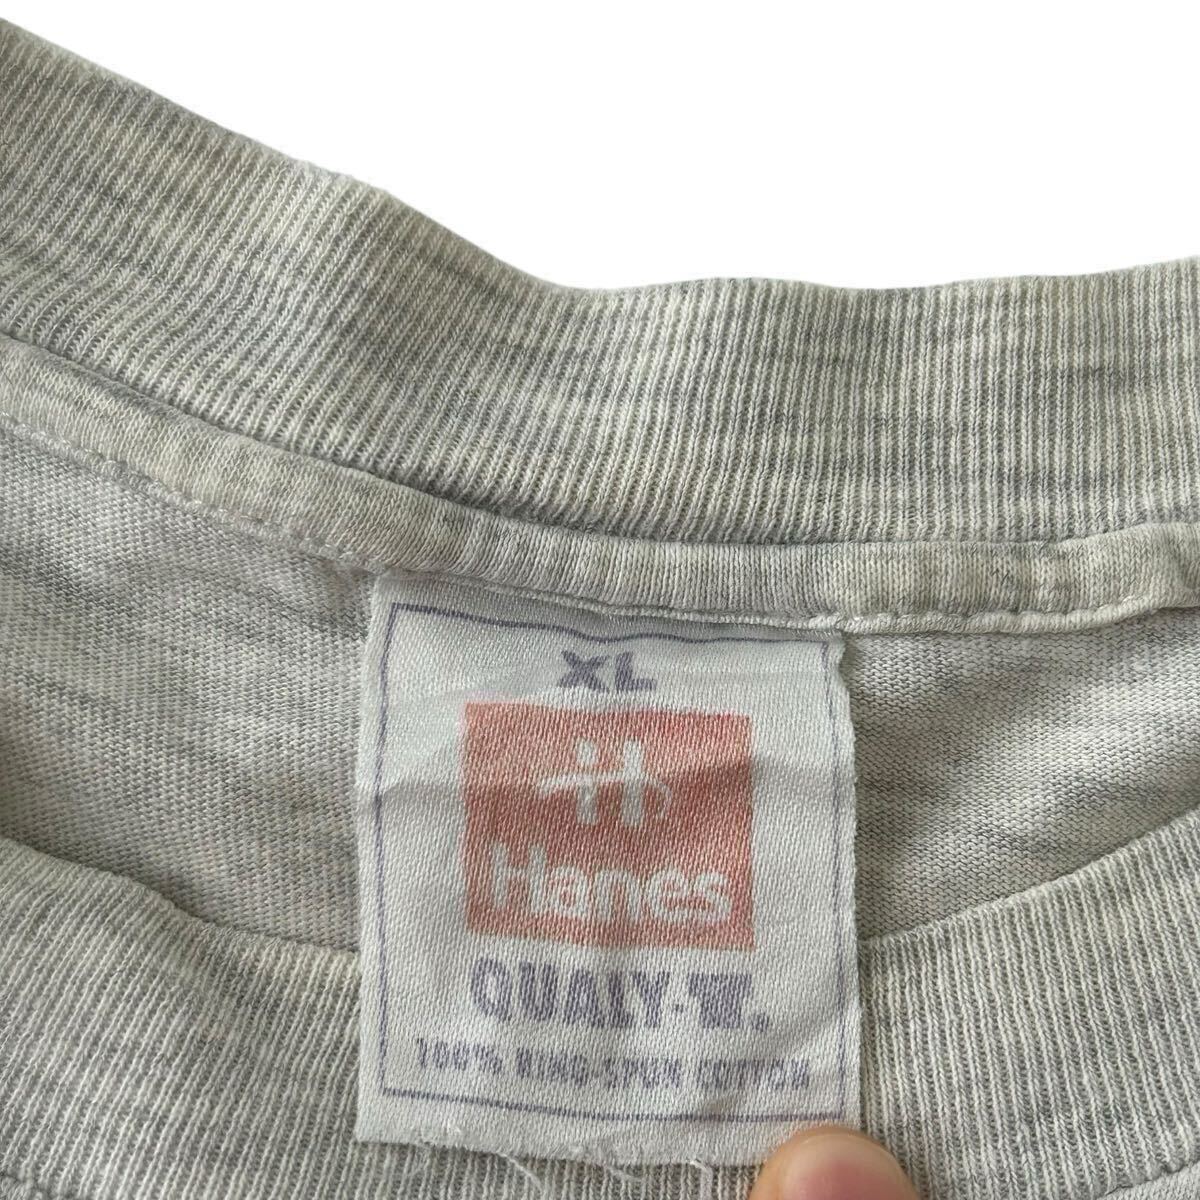 XL
Hanes
QUALY-W.
100% RING-SPUN COTTON